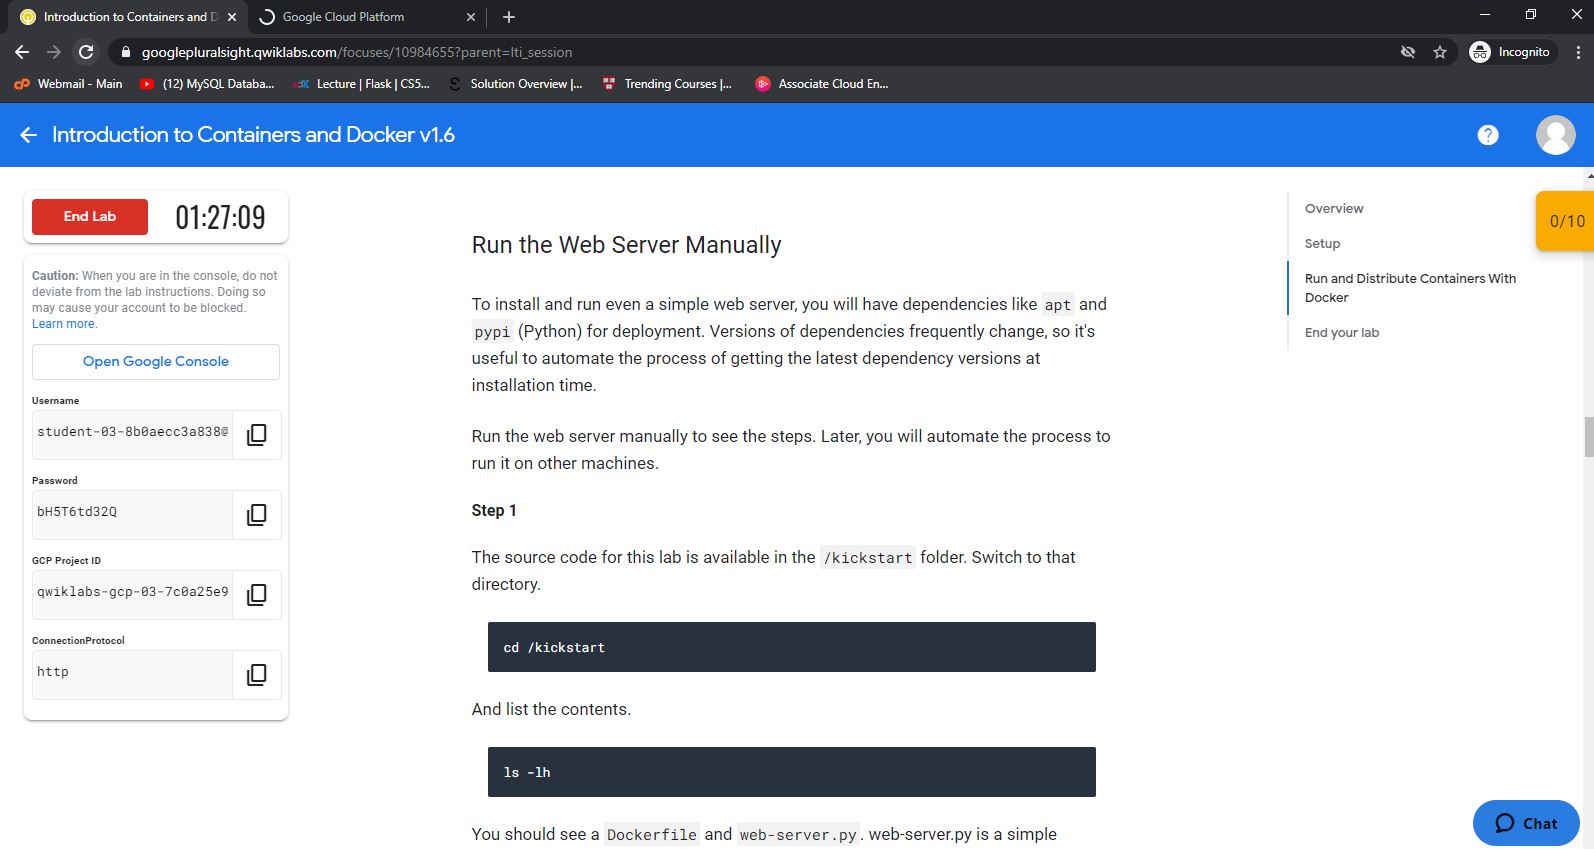 Introduction to Containers and D
Google Cloud Platform
googlepluralsight.qwiklabs.com/focuses/10984655?parent=lti_session
Incognito
cP Webmail - Main
(12) MySQL Databa...
Lecture | Flask | CS5...
Solution Overview |...
Trending Courses |...
Associate Cloud En...
Introduction to Containers and Docker v1.6
?
End Lab
01:27:09
Caution: When you are in the console, do not
deviate from the lab instructions. Doing so
may cause your account to be blocked.
Learn more.
Open Google Console
Username
student-03-8b0aecc3a838@
Password
bH5T6td32Q
GCP Project ID
qwiklabs-gcp-03-7c0a25e9
ConnectionProtocol
http
Run the Web Server Manually
To install and run even a simple web server, you will have dependencies like apt and
pypi (Python) for deployment. Versions of dependencies frequently change, so it's
useful to automate the process of getting the latest dependency versions at
installation time.
Run the web server manually to see the steps. Later, you will automate the process to
run it on other machines.
Step 1
The source code for this lab is available in the /kickstart folder. Switch to that
directory.
cd /kickstart
And list the contents.
ls -lh
You should see a Dockerfile and web-server.py. web-server.py is a simple
Overview
Setup
Run and Distribute Containers With
Docker
End your lab
0/10
Chat